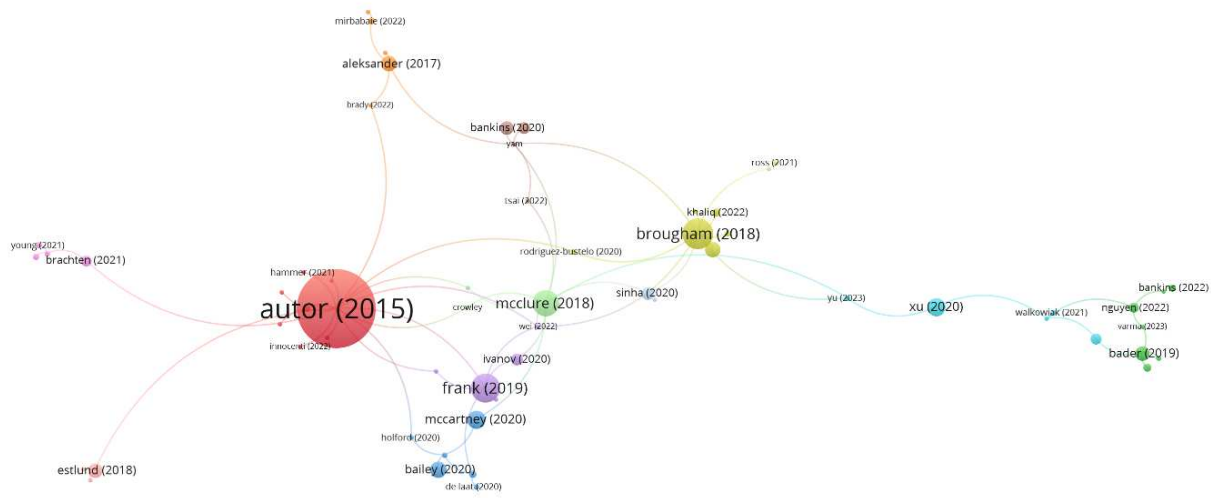 mirbabaie (2022)
aleksander (2017)
brady (2022)
bankins (2020)
yam
ross (2021)
tsai (2022)
khaliq (2022)
brougham (2018)
young (2021)
brachten (2021)
rodriguez-bustelo (2020)
hammer (2021)
autor (2015)
crowley
mcclure (2018)
sinha (2020)
yu (2023)
xu (2020)
bankins (2022)
nguyen (2022)
walkowiak (2021)
varma (2023)
bader (2019)
wei (2022)
innocenti (2022)
ivanov (2020)
frank (2019)
mccartney (2020)
holford (2020)
estlund (2018)
bailey (2020)
de laat (2020)